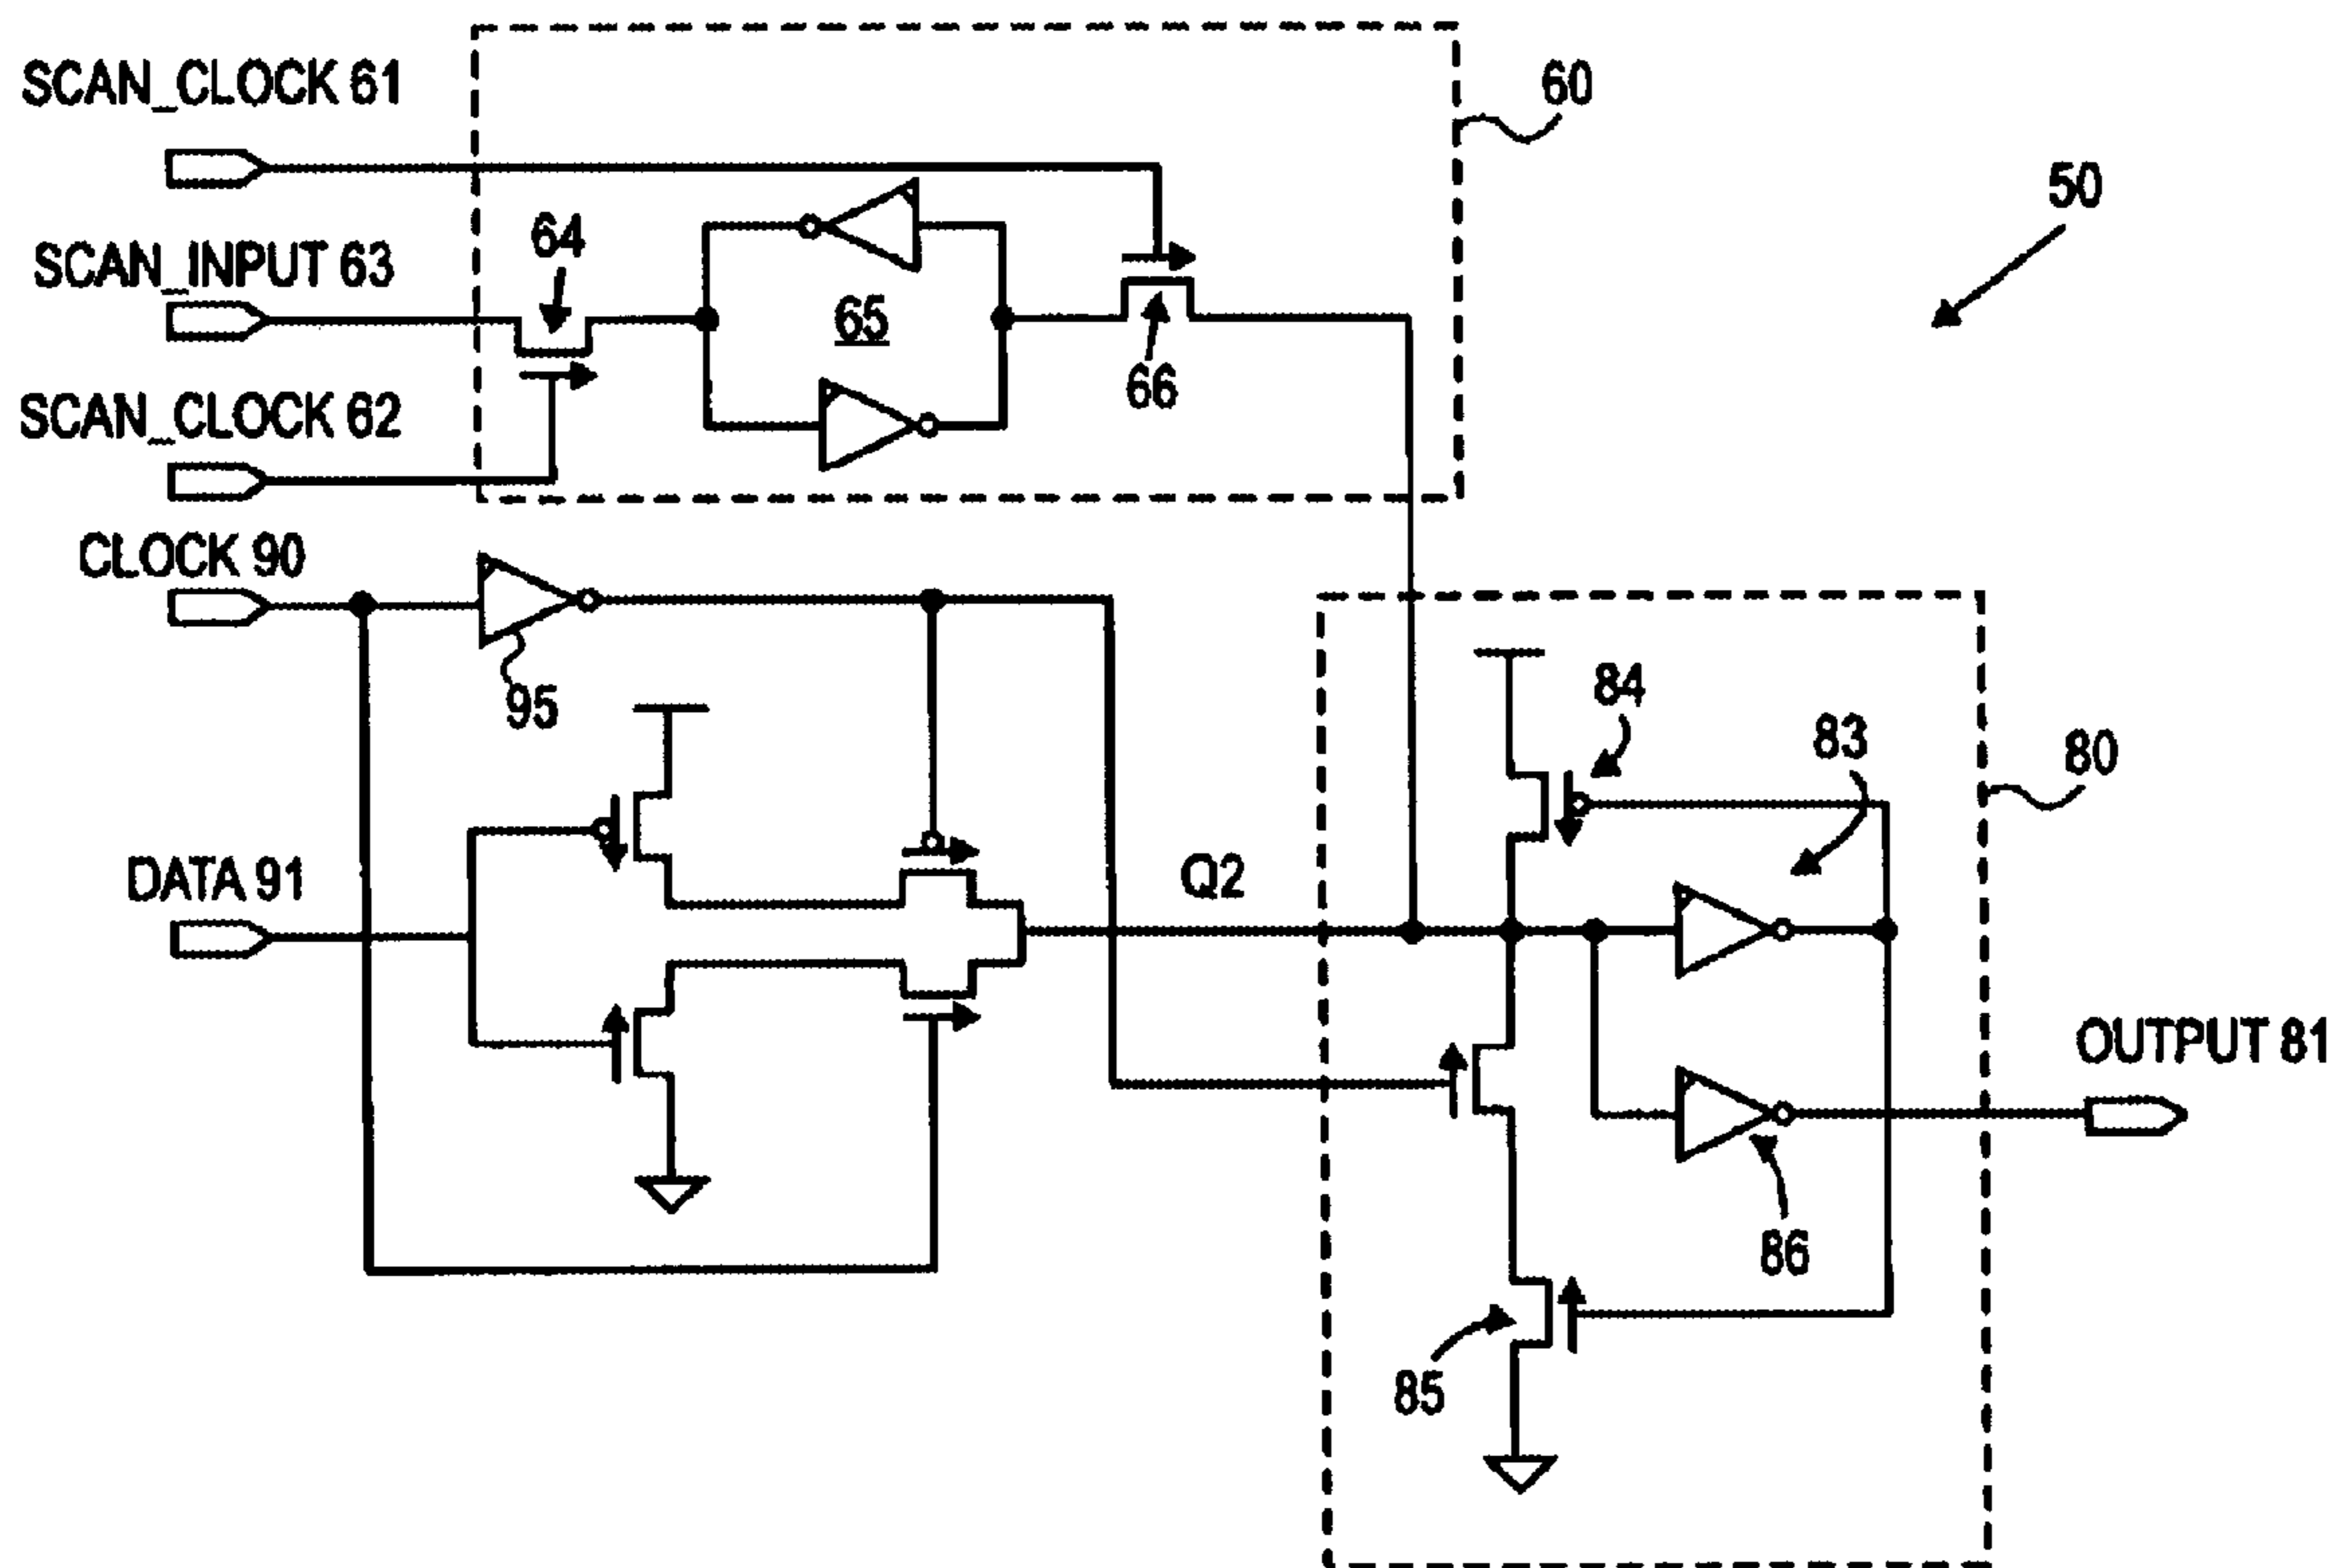 SCAN_CLOCK 61
60
50
SCAN_INPUT 63
64
65
66
SCAN_CLOCK 62
CLOCK 90
95
84
83
80
DATA 91
Q2
OUTPUT 81
86
85